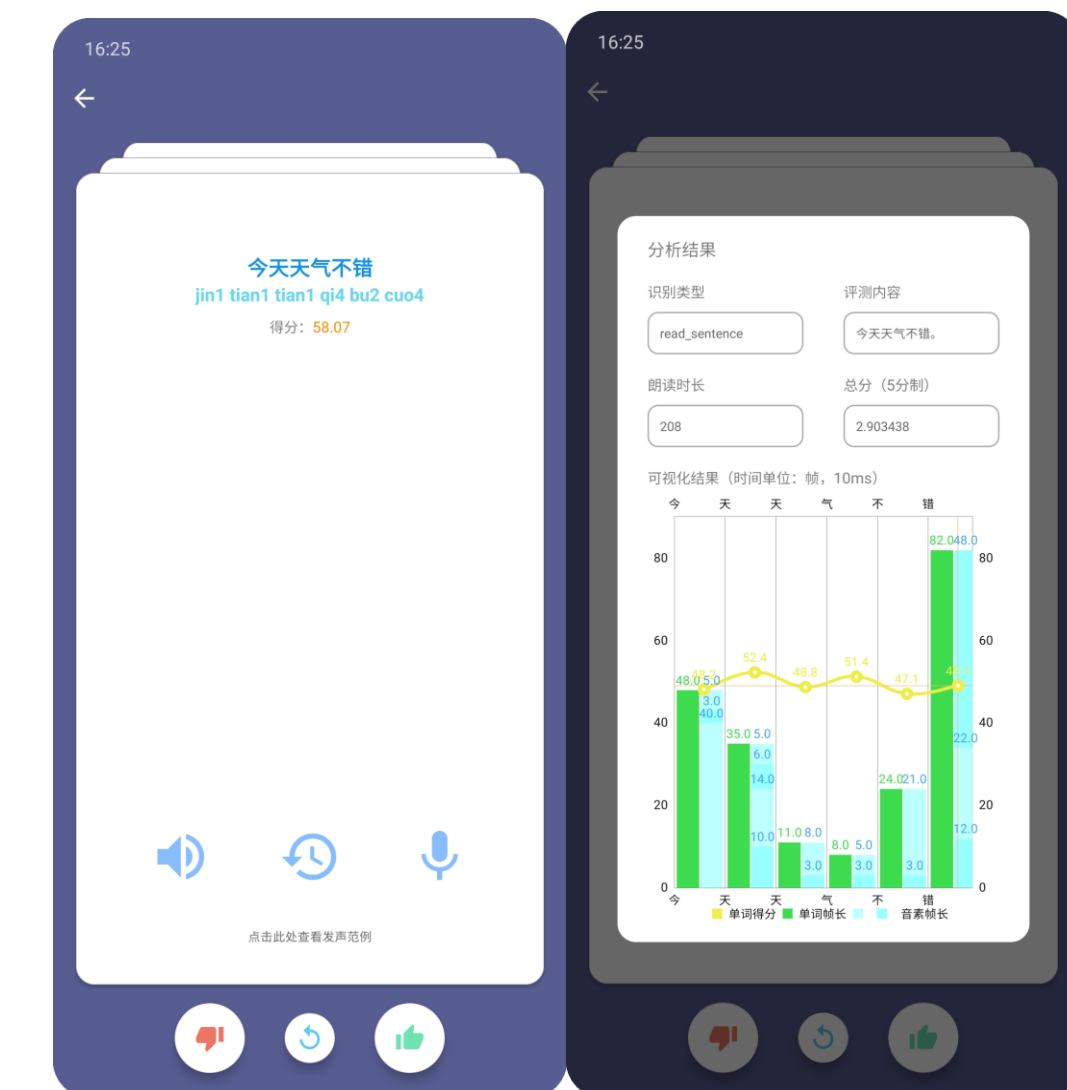 16:25
今天天气不错
jin1 tian1 tian1 qi4 bu2 cuo4
得分：58.07
点击此处查看发声范例
16:25
分析结果
识别类型 评测内容
read_sentence 今天天气不错。
朗读时长 总分（5分制）
208 2.903438
可视化结果（时间单位：帧，10ms）
今 天 天 气 不 错
82.0 48.0
80 80
60 60
52.4 51.4
48.2 48.8 47.1
48.0 5.0
3.0
40.0
40 40
35.0 5.0 22.0
6.0
14.0 24.0 21.0
20 20
10.0 11.0 8.0 12.0
8.0 5.0
3.0 3.0 3.0
0 0
今 天 天 气 不 错
单词得分 单词帧长 音素帧长